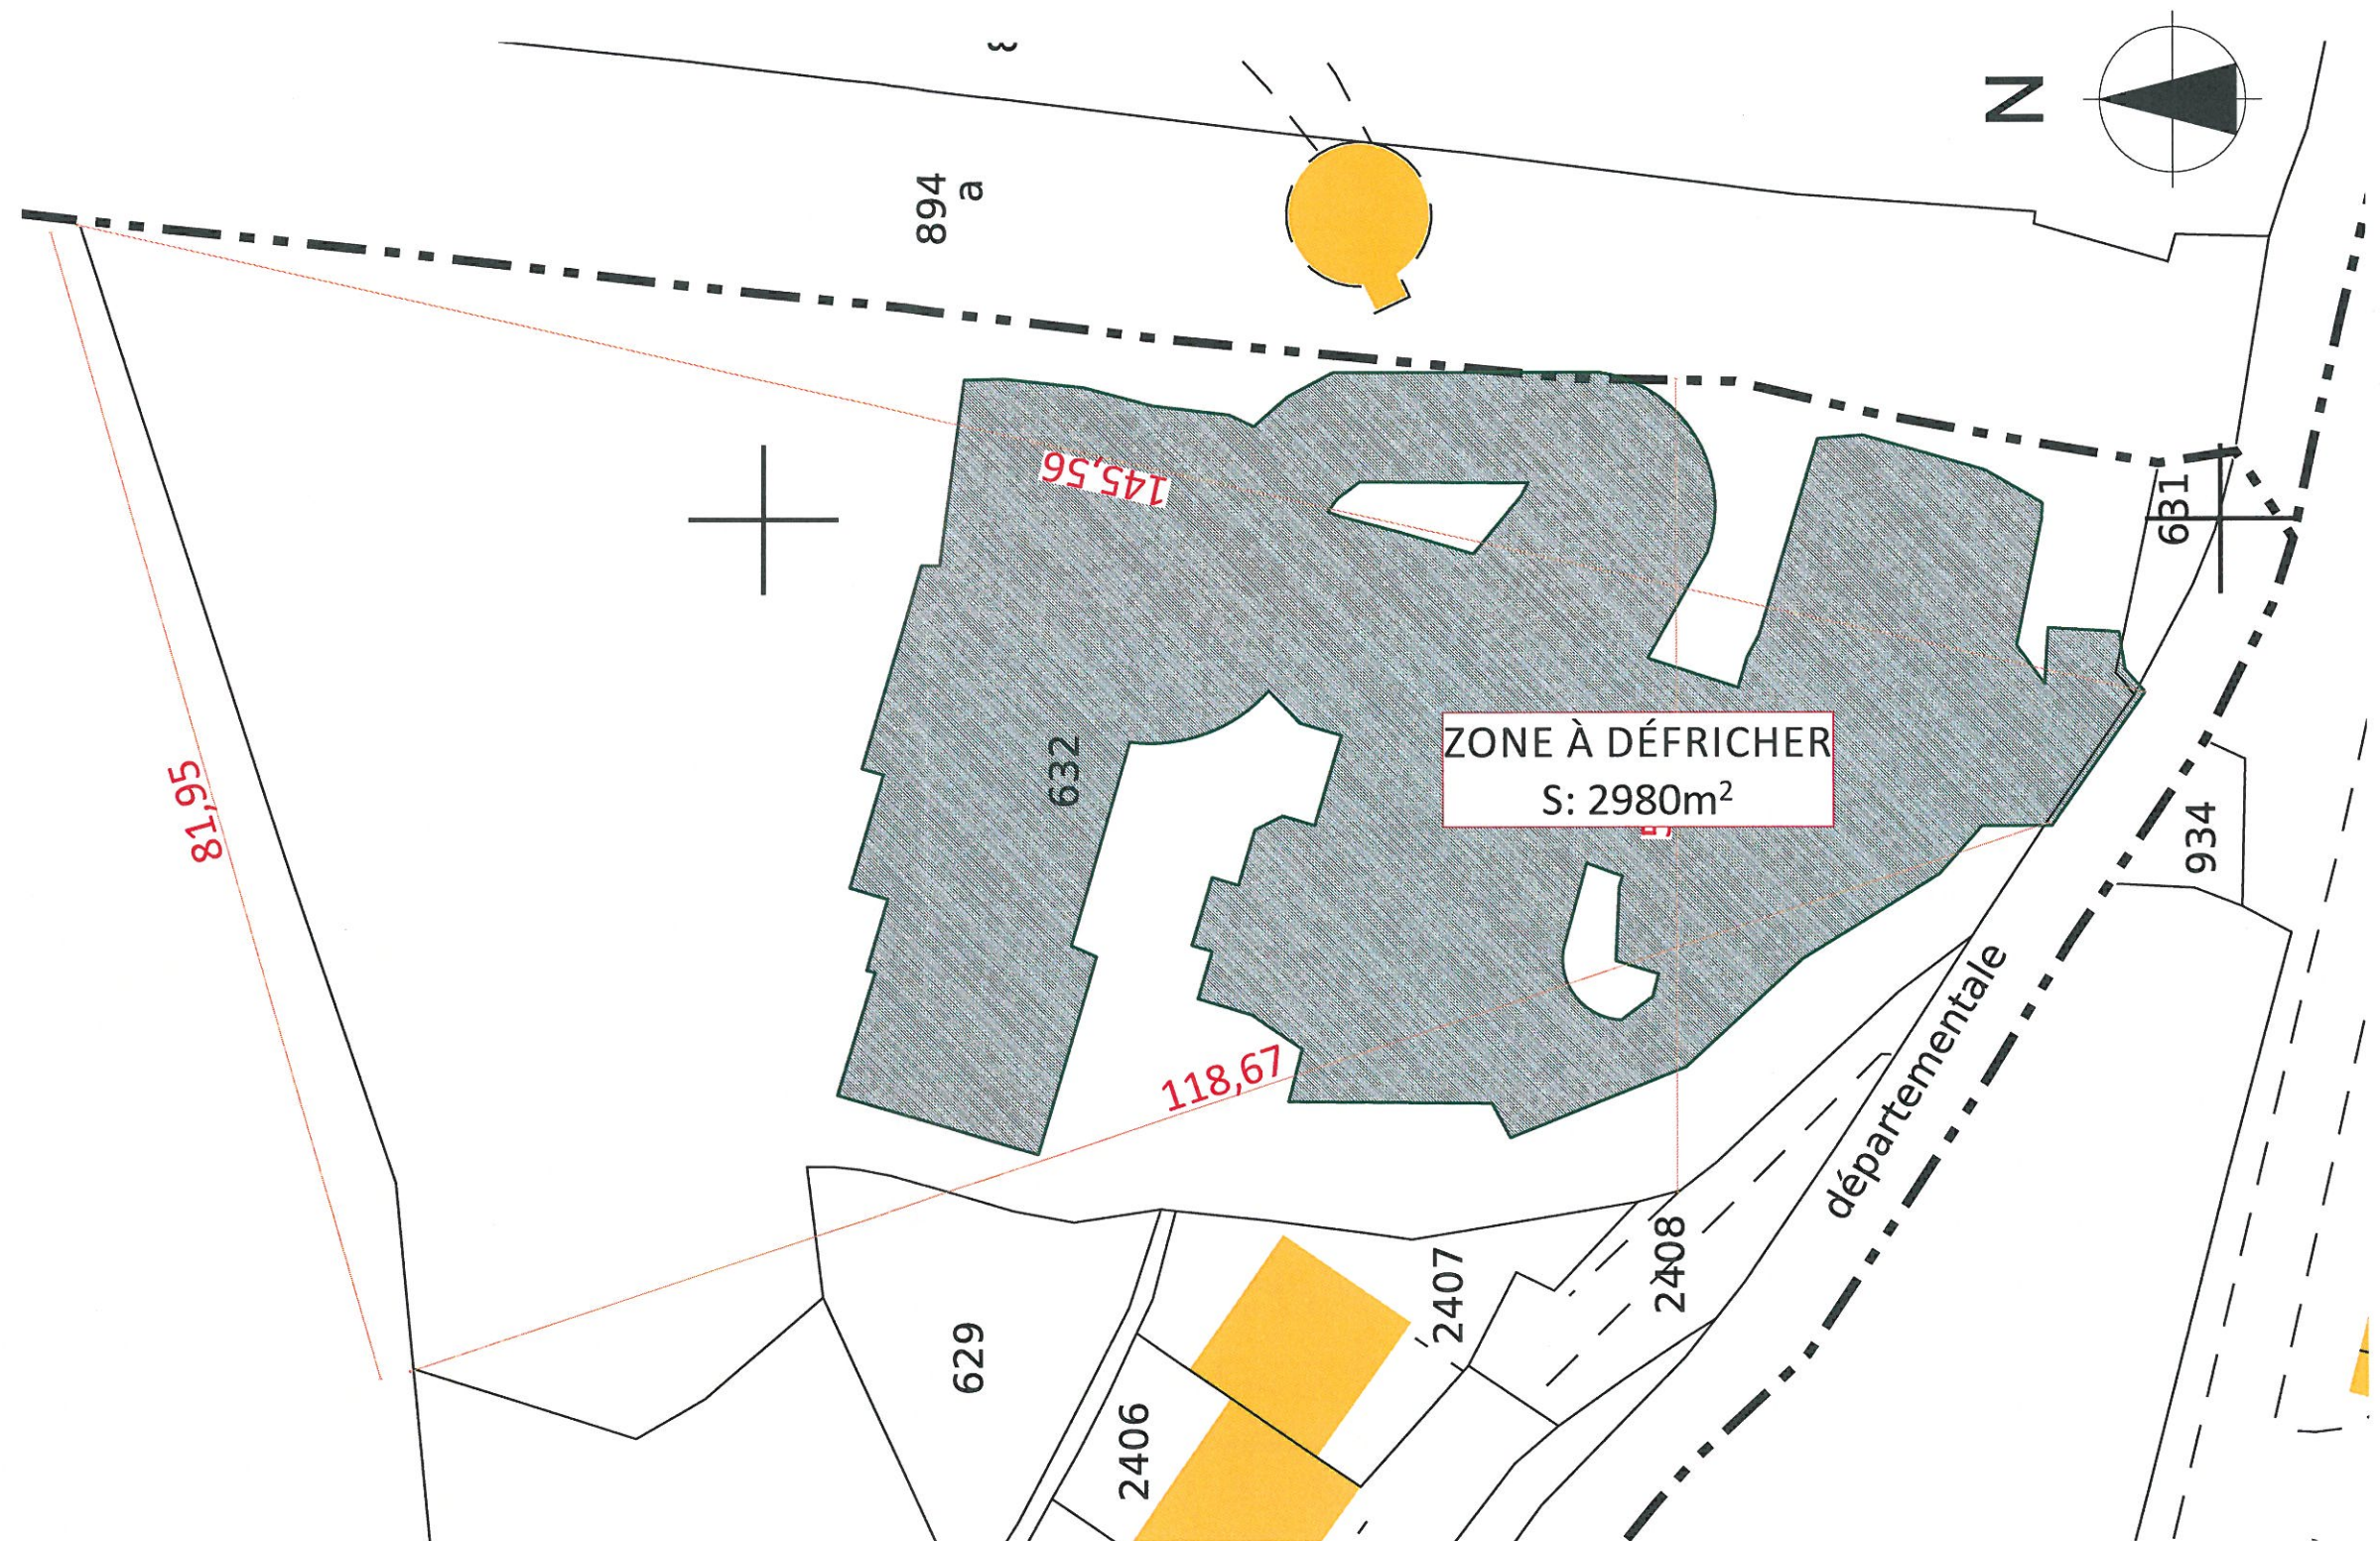 N
894
a
145,56
631
632
ZONE À DÉFRICHER
S: 2980m²
81,95
934
départementale
118,67
2408
2407
629
2406